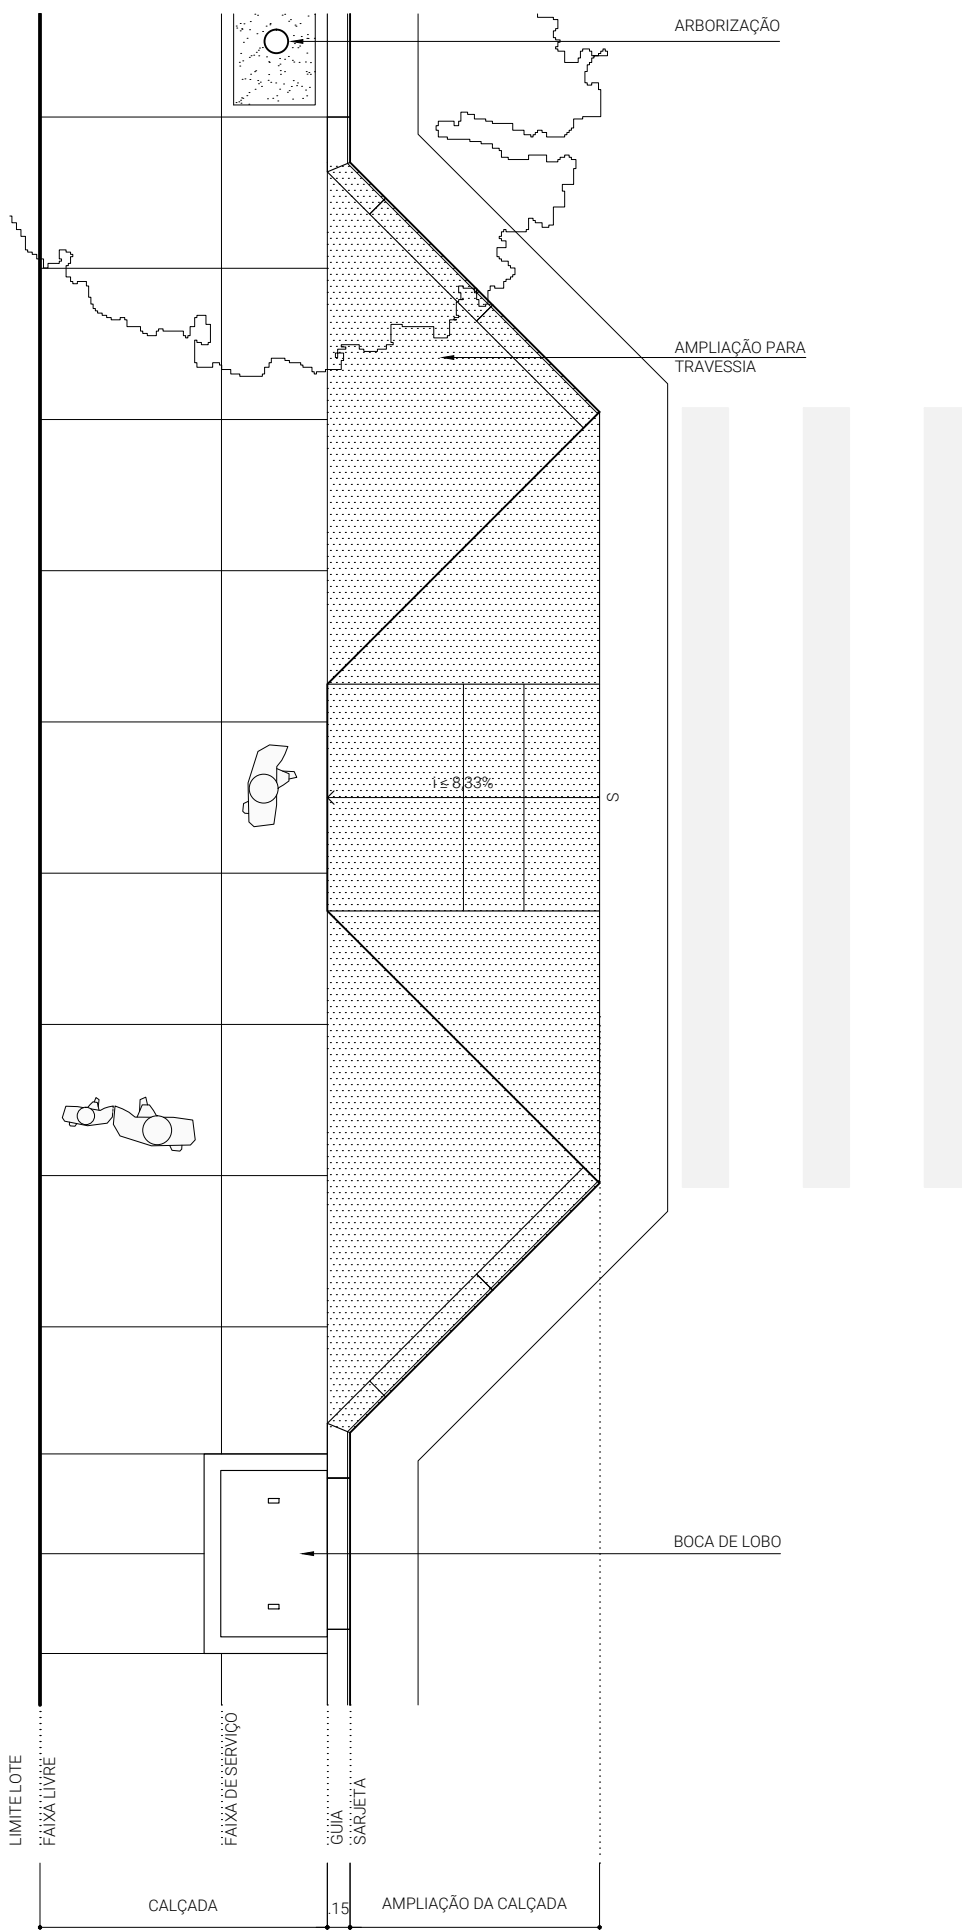 ARBORIZAÇÃO
AMPLIAÇÃO PARA
TRAVESSIA
i ≤ 8,33%
S
BOCA DE LOBO
LIMITE LOTE
FAIXA LIVRE
FAIXA DE SERVIÇO
GUIA
SARJETA
CALÇADA
.15
AMPLIAÇÃO DA CALÇADA